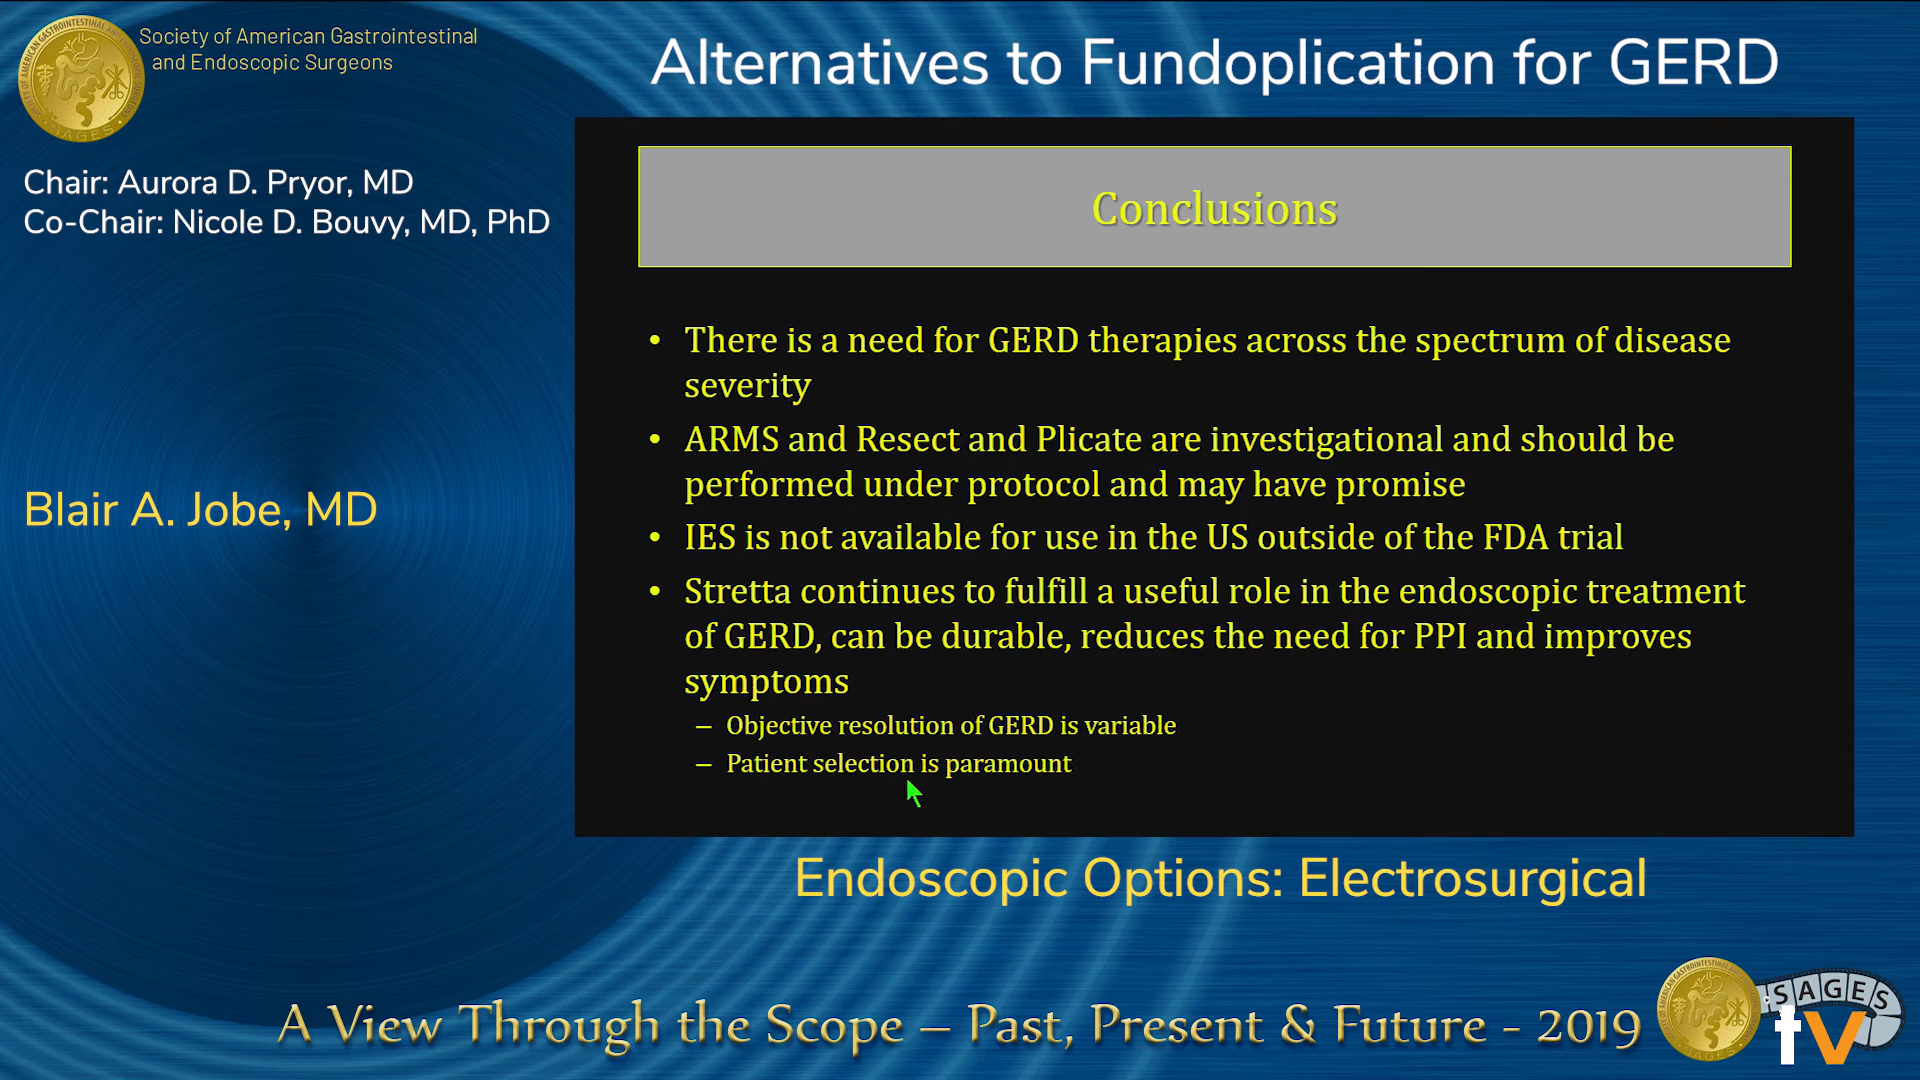 Society of American Gastrointestinal
and Endoscopic Surgeons
Alternatives to Fundoplication for GERD
Chair: Aurora D. Pryor, MD
Co-Chair: Nicole D. Bouvy, MD, PhD
Blair A. Jobe, MD
Conclusions
• There is a need for GERD therapies across the spectrum of disease
severity
• ARMS and Resect and Plicate are investigational and should be
performed under protocol and may have promise
• IES is not available for use in the US outside of the FDA trial
• Stretta continues to fulfill a useful role in the endoscopic treatment
of GERD, can be durable, reduces the need for PPI and improves
symptoms
– Objective resolution of GERD is variable
– Patient selection is paramount
Endoscopic Options: Electrosurgical
A View Through the Scope – Past, Present & Future - 2019
SAGES
tv
SAGES